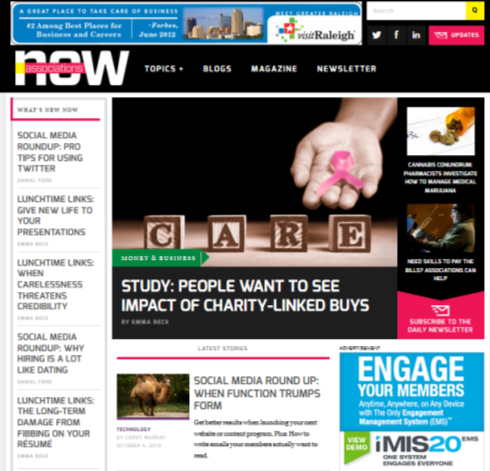 A GREAT PLACE TO TAKE CARE OF BUSINESS
WEST GREATER RALEIGH
#2 Among Best Places for
Business and Careers
-Forbes,
June 2012
visitRaleigh
Search
UPDATES
associations
now
TOPICS +
BLOGS
MAGAZINE
NEWSLETTER
WHAT'S NEW NOW
SOCIAL MEDIA
ROUNDUP: PRO
TIPS FOR USING
TWITTER
DANIEL FORD
LUNCHTIME LINKS:
GIVE NEW LIFE TO
YOUR
PRESENTATIONS
EMMA BECK
LUNCHTIME LINKS:
WHEN
CARELESSNESS
THREATENS
CREDIBILITY
EMMA BECK
SOCIAL MEDIA
ROUNDUP: WHY
HIRING IS A LOT
LIKE DATING
DANIEL FORD
LUNCHTIME LINKS:
THE LONG-TERM
DAMAGE FROM
FIBBING ON YOUR
RÉSUMÉ
EMMA BECK
C A R E
MONEY & BUSINESS
STUDY: PEOPLE WANT TO SEE
IMPACT OF CHARITY-LINKED BUYS
BY EMMA BECK
CANNABIS CONUNDRUM:
PHARMACISTS INVESTIGATE
HOW TO MANAGE MEDICAL
MARIJUANA
NEED SKILLS TO PAY THE
BILLS? ASSOCIATIONS CAN
HELP
SUBSCRIBE TO THE
DAILY NEWSLETTER
LATEST STORIES
TECHNOLOGY
BY COREY MURRAY
OCTOBER 4, 2012
SOCIAL MEDIA ROUND UP:
WHEN FUNCTION TRUMPS
FORM
Get better results when launching your next
website or content program. Plus: How to
write emails your members actually want to
read.
ADVERTISEMENT
ENGAGE
YOUR MEMBERS
Anytime, Anywhere, on Any Device
with The Only Engagement
Management System (EMS)™
VIEW
DEMO
iMIS20
EMS
ONE SYSTEM
ENGAGES EVERYONE